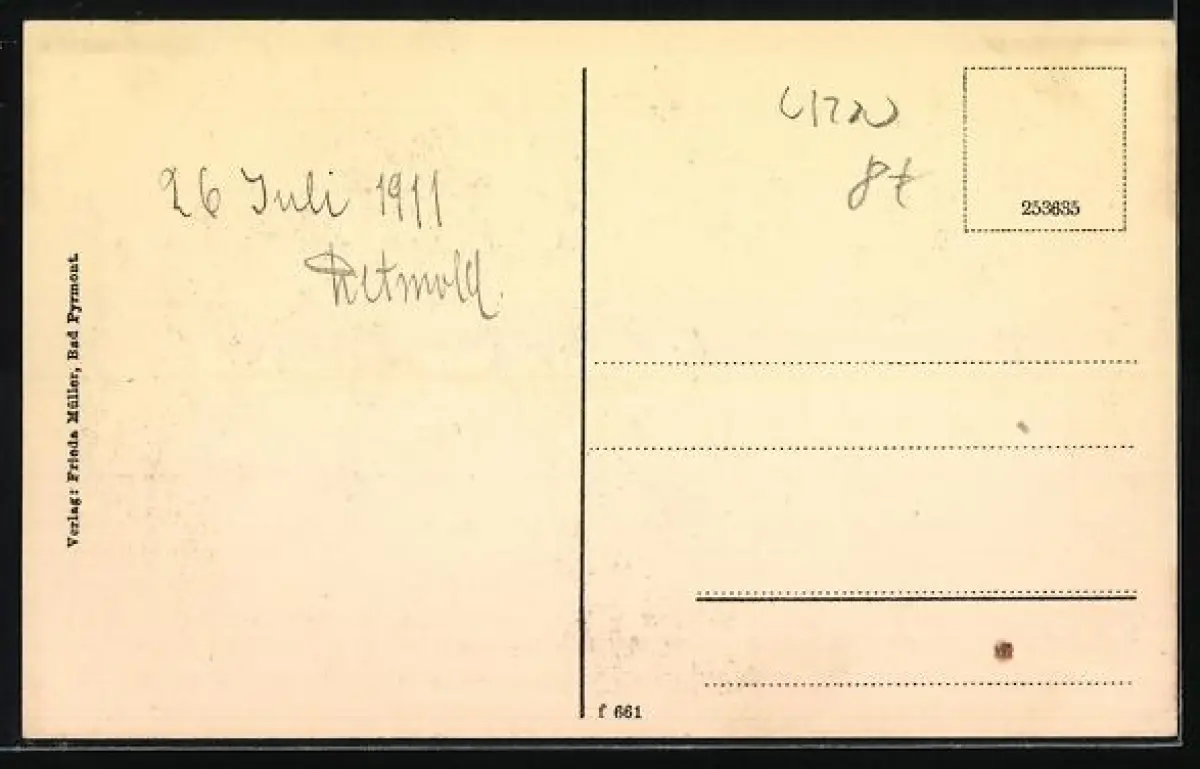 26 Juli 1911
Detmold.
Verlag: Frieda Müller, Bad Pyrmont.
253635
f 661